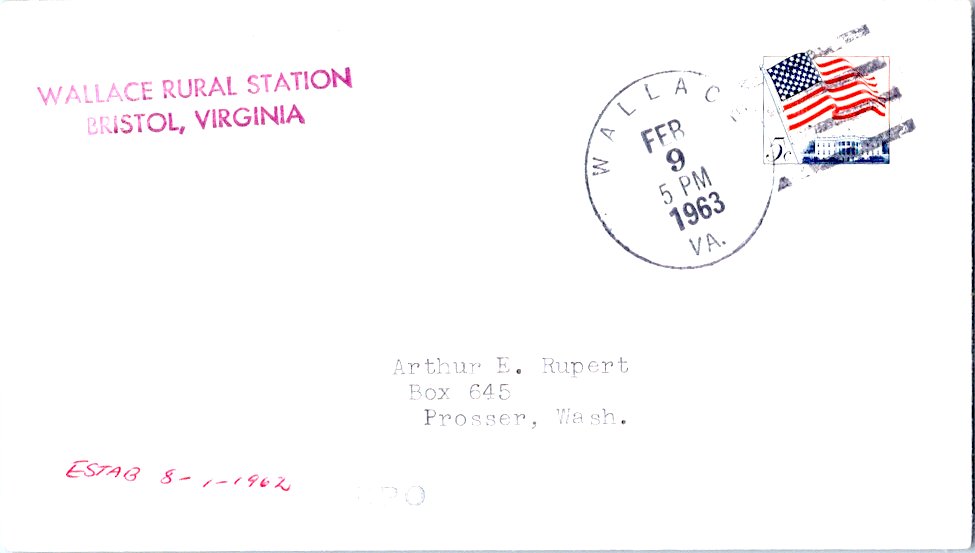 WALLACE RURAL STATION
BRISTOL, VIRGINIA
WALLAC
FEB
9
5 PM
1963
VA.
5c
Arthur E. Rupert
Box 645
Prosser, Wash.
ESTAB 8-1-1962